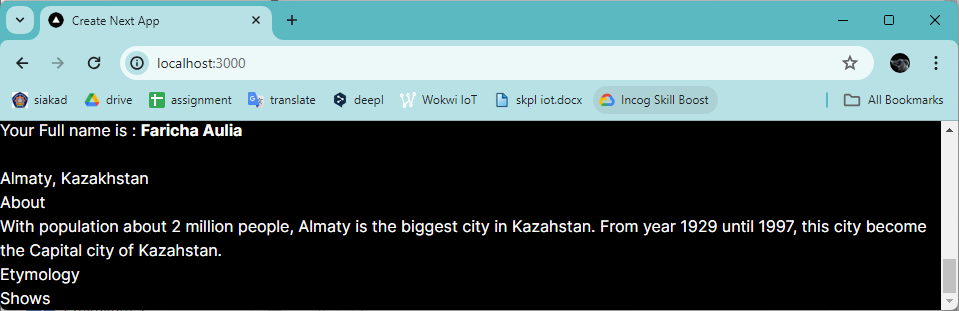 Create Next App
localhost:3000
siakad drive assignment translate deepl Wokwi IoT skpl iot.docx Incog Skill Boost All Bookmarks
Your Full name is : Faricha Aulia
Almaty, Kazakhstan
About
With population about 2 million people, Almaty is the biggest city in Kazahstan. From year 1929 until 1997, this city become
the Capital city of Kazahstan.
Etymology
Shows